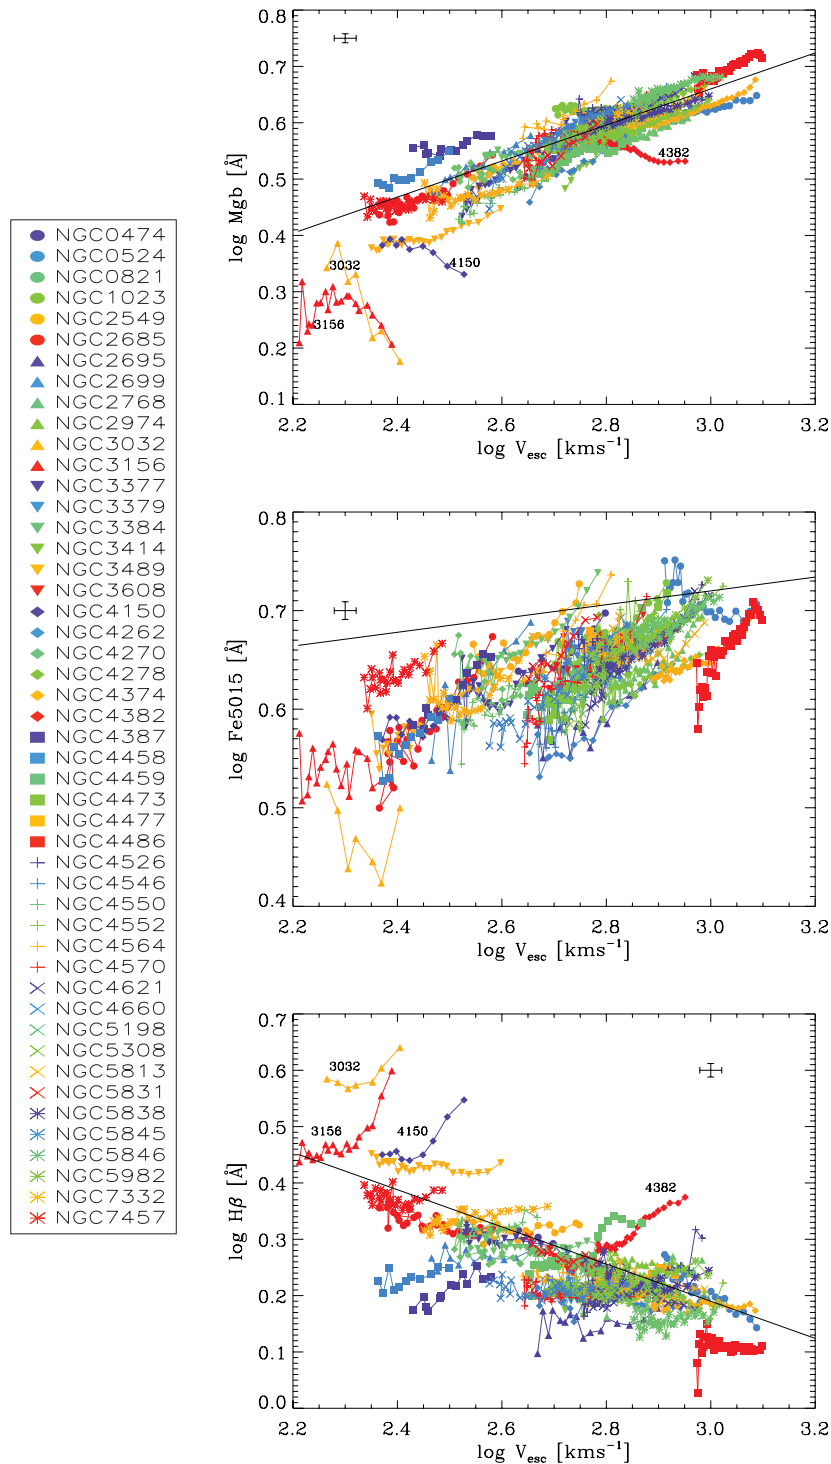 NGC0474
NGC0524
NGC0821
NGC1023
NGC2549
NGC2685
NGC2695
NGC2699
NGC2768
NGC2974
NGC3032
NGC3156
NGC3377
NGC3379
NGC3384
NGC3414
NGC3489
NGC3608
NGC4150
NGC4262
NGC4270
NGC4278
NGC4374
NGC4382
NGC4387
NGC4458
NGC4459
NGC4473
NGC4477
NGC4486
NGC4526
NGC4546
NGC4550
NGC4552
NGC4564
NGC4570
NGC4621
NGC4660
NGC5198
NGC5308
NGC5813
NGC5831
NGC5838
NGC5845
NGC5846
NGC5982
NGC7332
NGC7457
log Mgb [Å]
0.8
0.7
0.6
0.5
0.4
0.3
0.2
0.1
4382
3032
4150
3156
2.2 2.4 2.6 2.8 3.0 3.2
log V_esc [kms⁻¹]
log Fe5015 [Å]
0.8
0.7
0.6
0.5
0.4
2.2 2.4 2.6 2.8 3.0 3.2
log V_esc [kms⁻¹]
log Hβ [Å]
0.7
0.6
0.5
0.4
0.3
0.2
0.1
0.0
3032
3156
4150
4382
2.2 2.4 2.6 2.8 3.0 3.2
log V_esc [kms⁻¹]